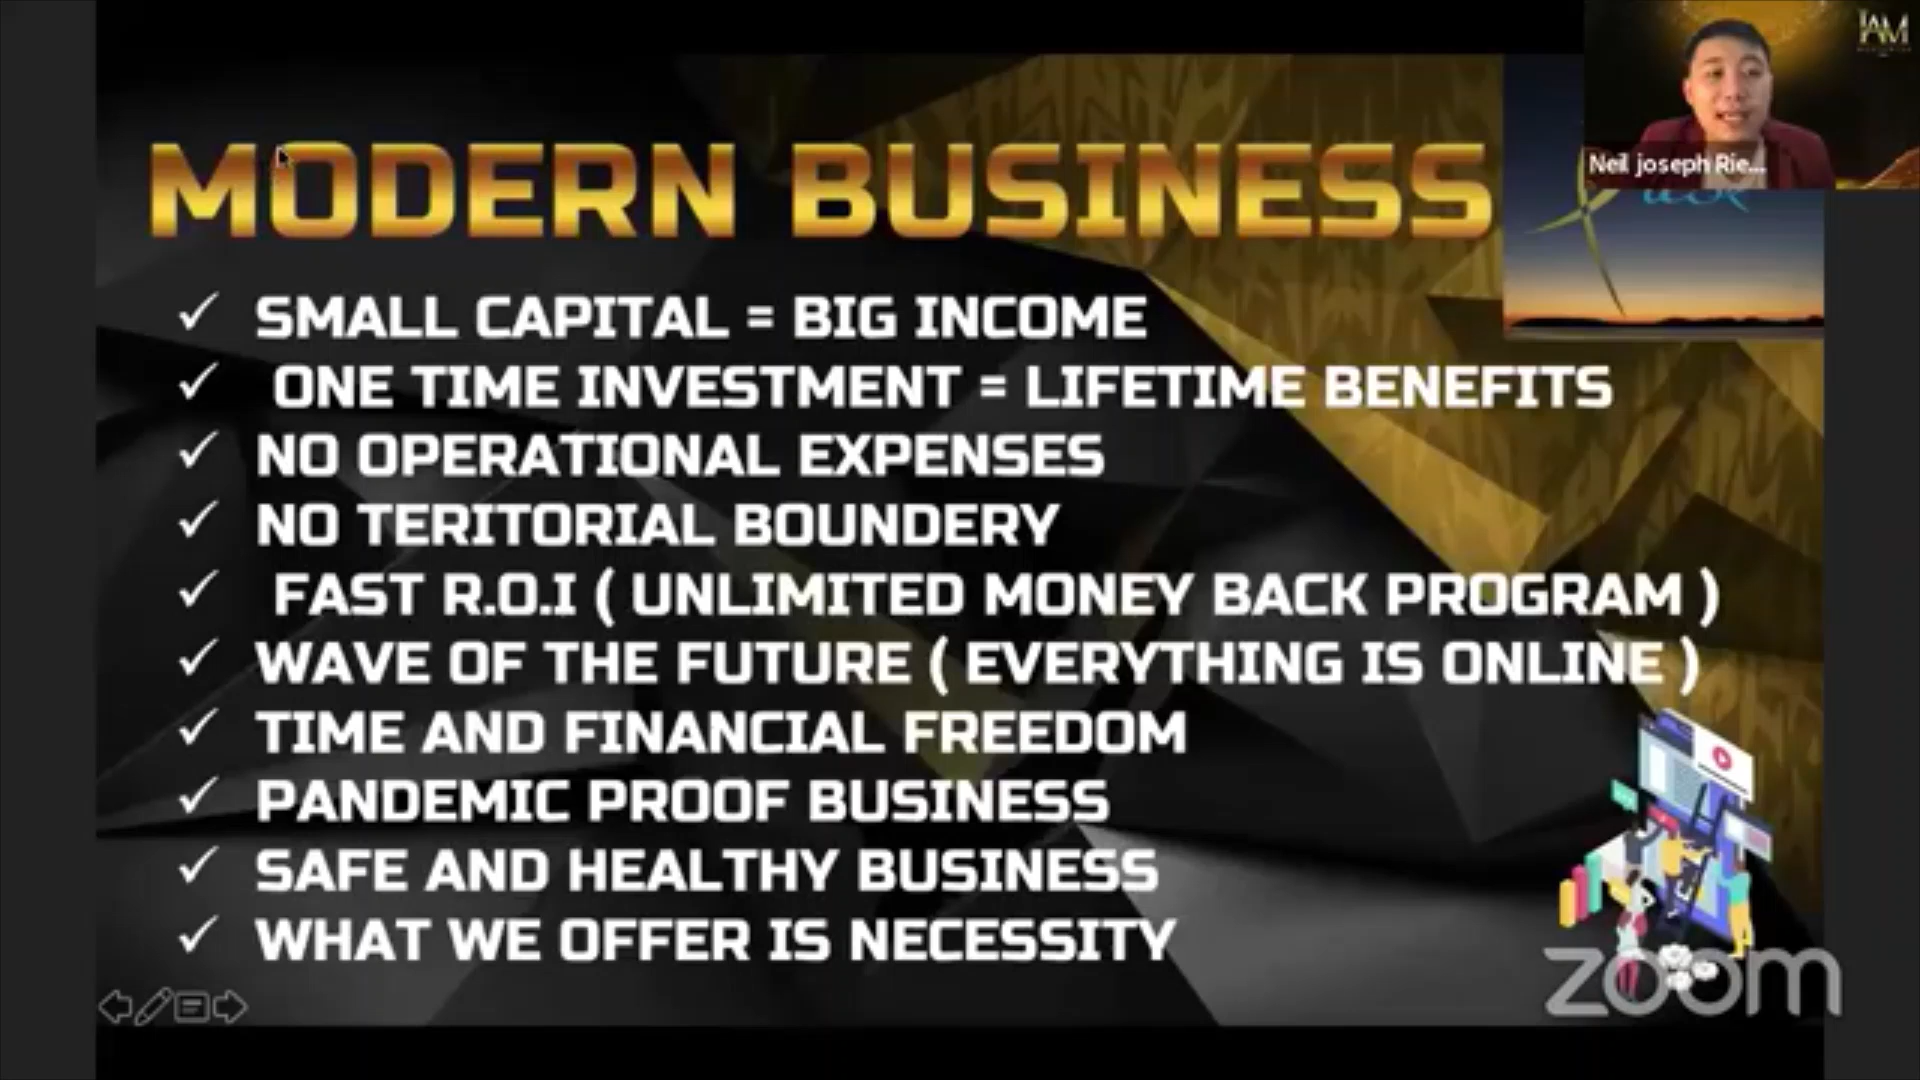 IAM
Neil joseph Rie...
MODERN BUSINESS
✓ SMALL CAPITAL = BIG INCOME
✓ ONE TIME INVESTMENT = LIFETIME BENEFITS
✓ NO OPERATIONAL EXPENSES
✓ NO TERITORIAL BOUNDERY
✓ FAST R.O.I ( UNLIMITED MONEY BACK PROGRAM )
✓ WAVE OF THE FUTURE ( EVERYTHING IS ONLINE )
✓ TIME AND FINANCIAL FREEDOM
✓ PANDEMIC PROOF BUSINESS
✓ SAFE AND HEALTHY BUSINESS
✓ WHAT WE OFFER IS NECESSITY
zoom